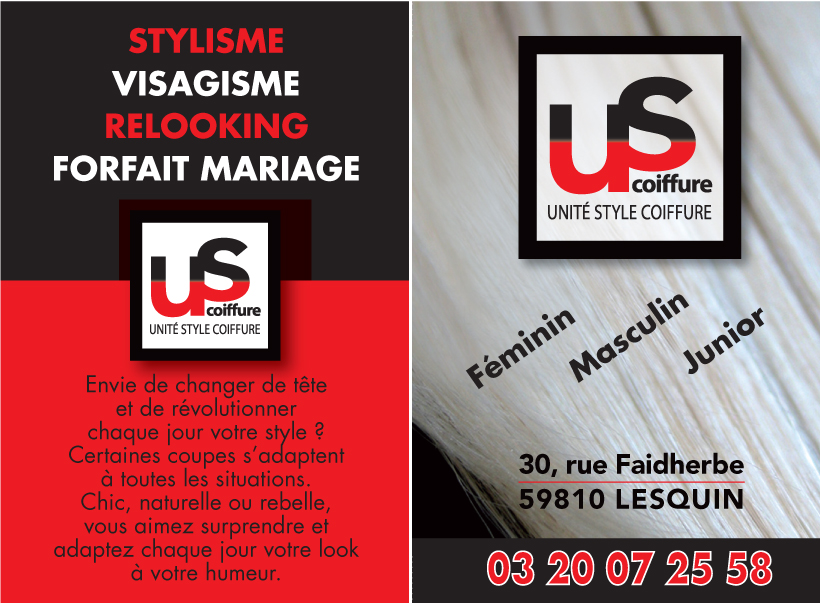 STYLISME
VISAGISME
RELOOKING
FORFAIT MARIAGE
us
coiffure
UNITÉ STYLE COIFFURE
Envie de changer de tête
et de révolutionner
chaque jour votre style ?
Certaines coupes s’adaptent
à toutes les situations.
Chic, naturelle ou rebelle,
vous aimez surprendre et
adaptez chaque jour votre look
à votre humeur.
us
coiffure
UNITÉ STYLE COIFFURE
Féminin
Masculin
Junior
30, rue Faidherbe
59810 LESQUIN
03 20 07 25 58